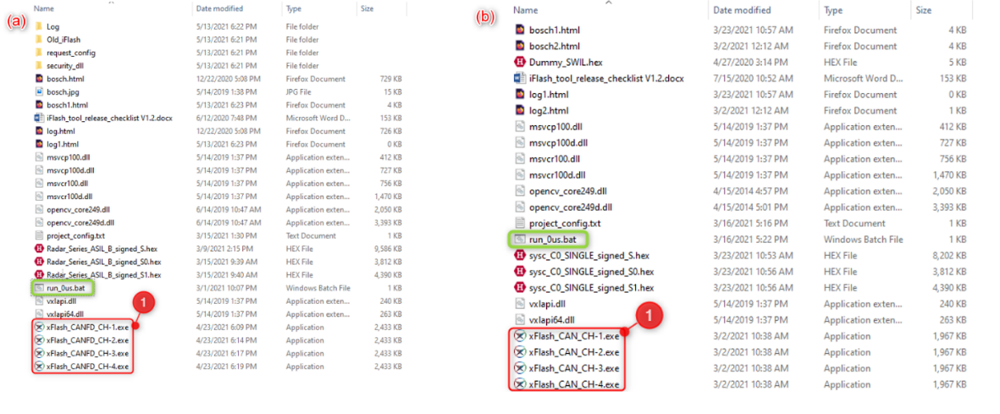 (a)
Name Date modified Type Size
Log 5/13/2021 6:22 PM File folder
Old_iFlash 5/13/2021 6:21 PM File folder
request_config 5/13/2021 6:21 PM File folder
security_dll 5/13/2021 6:21 PM File folder
bosch.html 12/22/2020 5:08 PM Firefox Document 729 KB
bosch.jpg 5/14/2019 1:38 PM JPG File 15 KB
bosch1.html 5/13/2021 6:23 PM Firefox Document 4 KB
iFlash_tool_release_checklist V1.2.docx 6/12/2020 7:48 PM Microsoft Word D... 153 KB
log.html 12/22/2020 5:08 PM Firefox Document 726 KB
log1.html 5/13/2021 6:23 PM Firefox Document 0 KB
msvcp100.dll 5/14/2019 1:37 PM Application exten... 412 KB
msvcp100d.dll 5/14/2019 1:37 PM Application exten... 727 KB
msvcr100.dll 5/14/2019 1:37 PM Application exten... 756 KB
msvcr100d.dll 5/14/2019 1:37 PM Application exten... 1,470 KB
opencv_core249.dll 6/14/2019 10:47 AM Application exten... 2,050 KB
opencv_core249d.dll 6/14/2019 10:47 AM Application exten... 3,393 KB
project_config.txt 3/15/2021 1:30 PM Text Document 1 KB
Radar_Series_ASIL_B_signed_S.hex 3/9/2021 2:15 PM HEX File 9,586 KB
Radar_Series_ASIL_B_signed_S0.hex 3/15/2021 9:39 AM HEX File 3,812 KB
Radar_Series_ASIL_B_signed_S1.hex 3/15/2021 9:40 AM HEX File 4,390 KB
run_0us.bat 3/1/2021 10:07 PM Windows Batch File 1 KB
vxlapi.dll 5/14/2019 1:37 PM Application exten... 240 KB
1
vxlapi64.dll 5/14/2019 1:37 PM Application exten... 263 KB
xFlash_CANFD_CH-1.exe 4/23/2021 6:09 PM Application 2,433 KB
xFlash_CANFD_CH-2.exe 4/23/2021 6:14 PM Application 2,433 KB
xFlash_CANFD_CH-3.exe 4/23/2021 6:17 PM Application 2,433 KB
xFlash_CANFD_CH-4.exe 4/23/2021 6:19 PM Application 2,433 KB
(b)
Name Date modified Type Size
bosch1.html 3/23/2021 10:57 AM Firefox Document 4 KB
bosch2.html 3/2/2021 12:12 AM Firefox Document 4 KB
Dummy_SWIL.hex 4/27/2020 3:14 PM HEX File 5 KB
iFlash_tool_release_checklist V1.2.docx 7/15/2020 10:52 AM Microsoft Word D... 153 KB
log1.html 3/23/2021 10:57 AM Firefox Document 0 KB
log2.html 3/2/2021 12:12 AM Firefox Document 1 KB
msvcp100.dll 5/14/2019 1:37 PM Application exten... 412 KB
msvcp100d.dll 5/14/2019 1:37 PM Application exten... 727 KB
msvcr100.dll 5/14/2019 1:37 PM Application exten... 756 KB
msvcr100d.dll 5/14/2019 1:37 PM Application exten... 1,470 KB
opencv_core249.dll 4/15/2014 4:57 PM Application exten... 2,050 KB
opencv_core249d.dll 4/15/2014 5:01 PM Application exten... 3,393 KB
project_config.txt 3/16/2021 5:16 PM Text Document 1 KB
run_0us.bat 3/16/2021 5:22 PM Windows Batch File 1 KB
sysc_C0_SINGLE_signed_S.hex 3/23/2021 10:53 AM HEX File 8,202 KB
sysc_C0_SINGLE_signed_S0.hex 3/23/2021 10:56 AM HEX File 3,812 KB
sysc_C0_SINGLE_signed_S1.hex 3/23/2021 10:56 AM HEX File 4,390 KB
vxlapi.dll 5/14/2019 1:37 PM Application exten... 240 KB
vxlapi64.dll 5/14/2019 1:37 PM Application exten... 263 KB
1
xFlash_CAN_CH-1.exe 3/2/2021 10:38 AM Application 1,967 KB
xFlash_CAN_CH-2.exe 3/2/2021 10:38 AM Application 1,967 KB
xFlash_CAN_CH-3.exe 3/2/2021 10:38 AM Application 1,967 KB
xFlash_CAN_CH-4.exe 3/2/2021 10:38 AM Application 1,967 KB